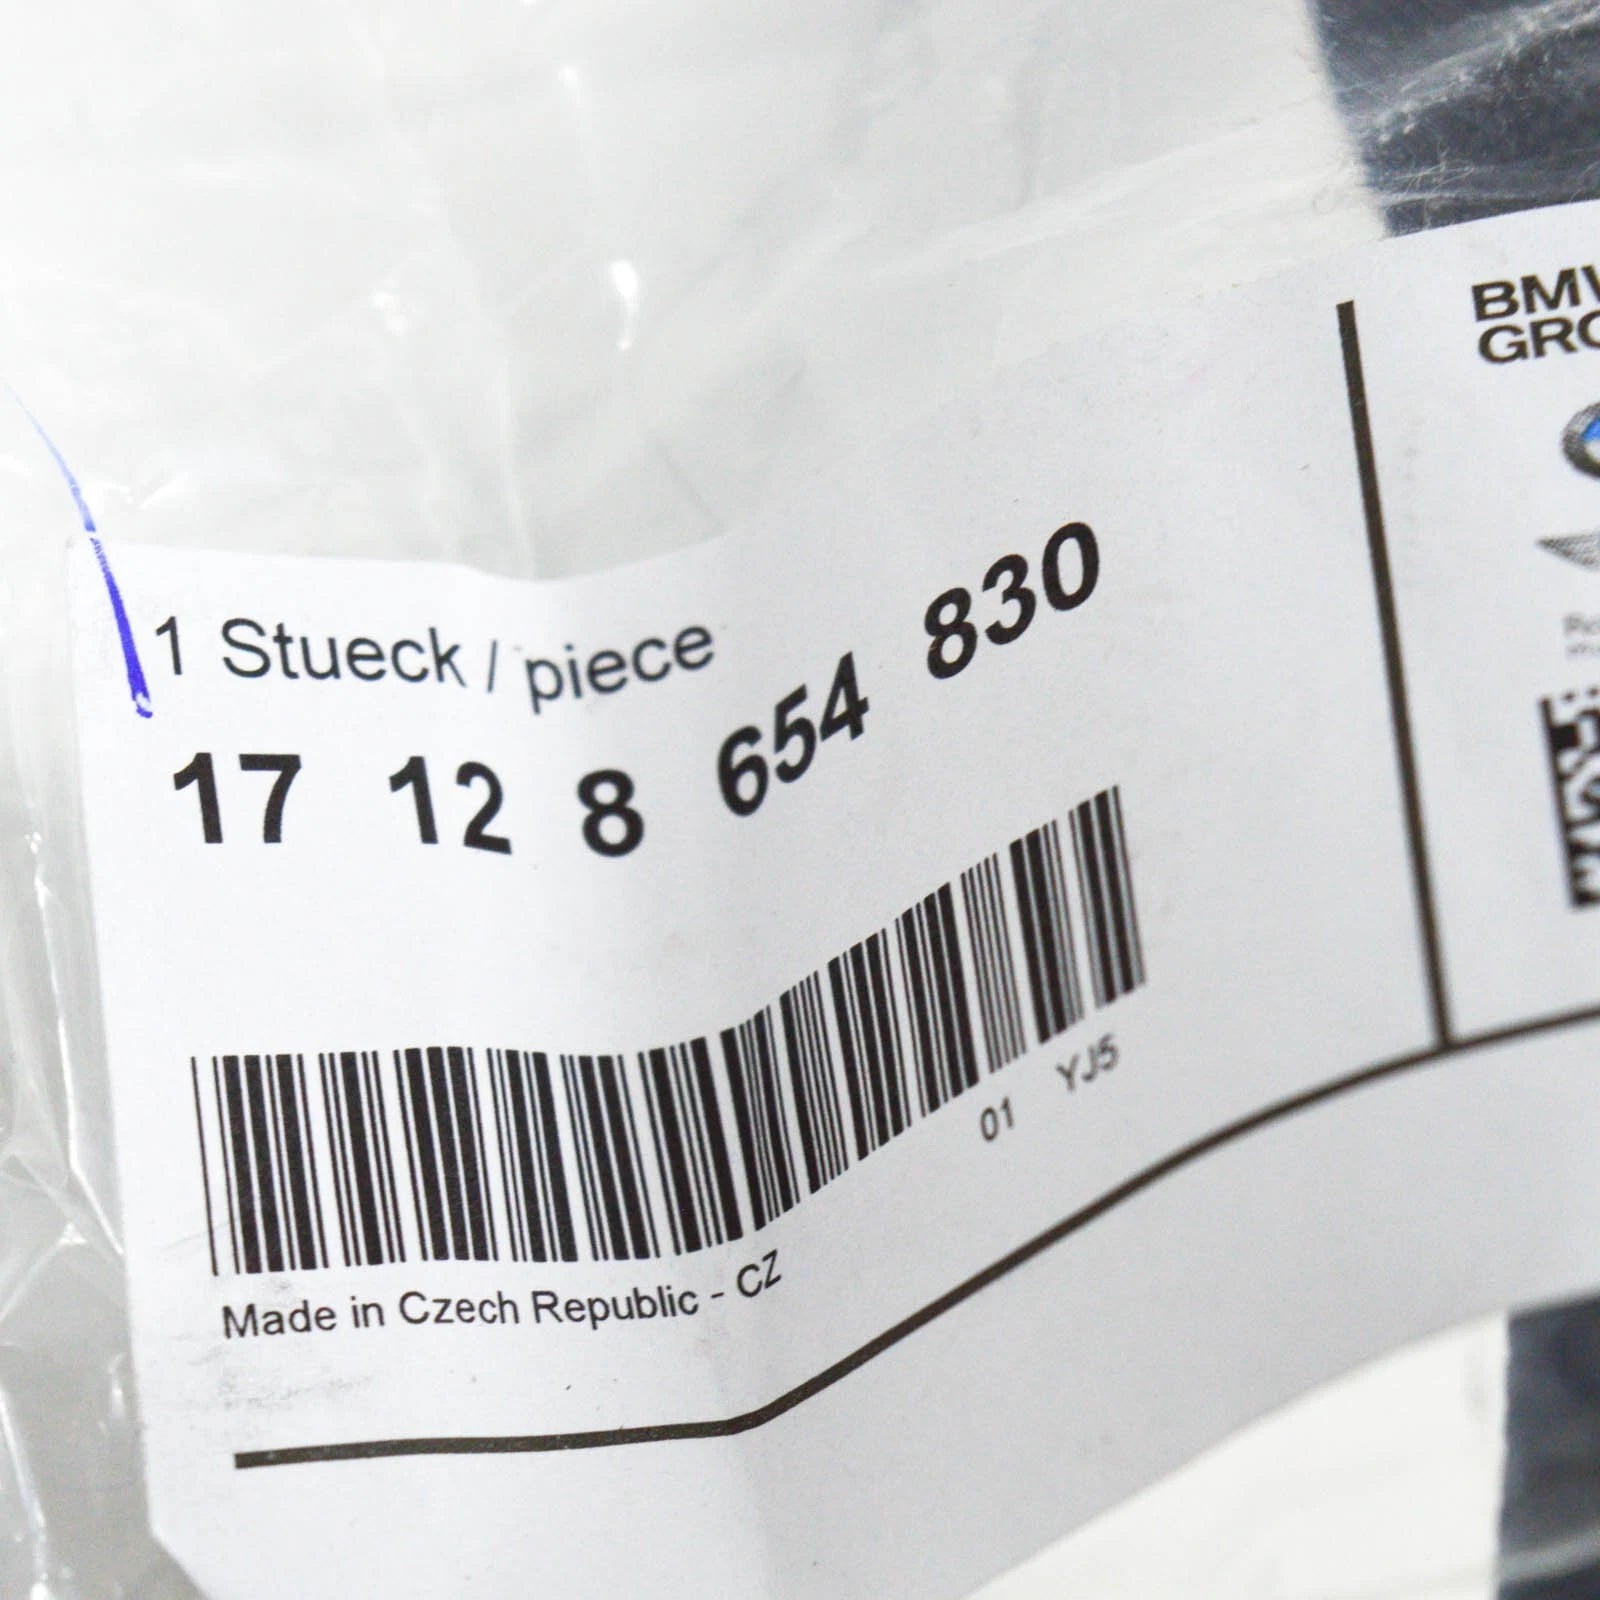 BMW
GRO
1 Stueck / piece
17 12 8 654 830
01 YJ5
Made in Czech Republic - CZ